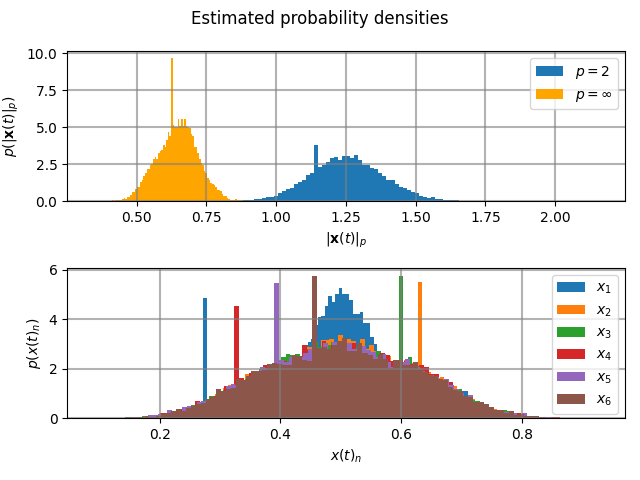 Estimated probability densities
10.0
7.5
5.0
2.5
0.0
p(|x(t)|ₚ)
p = 2
p = ∞
0.50 0.75 1.00 1.25 1.50 1.75 2.00
|x(t)|ₚ
6
4
2
0
p(x(t)ₙ)
x₁
x₂
x₃
x₄
x₅
x₆
0.2 0.4 0.6 0.8
x(t)ₙ